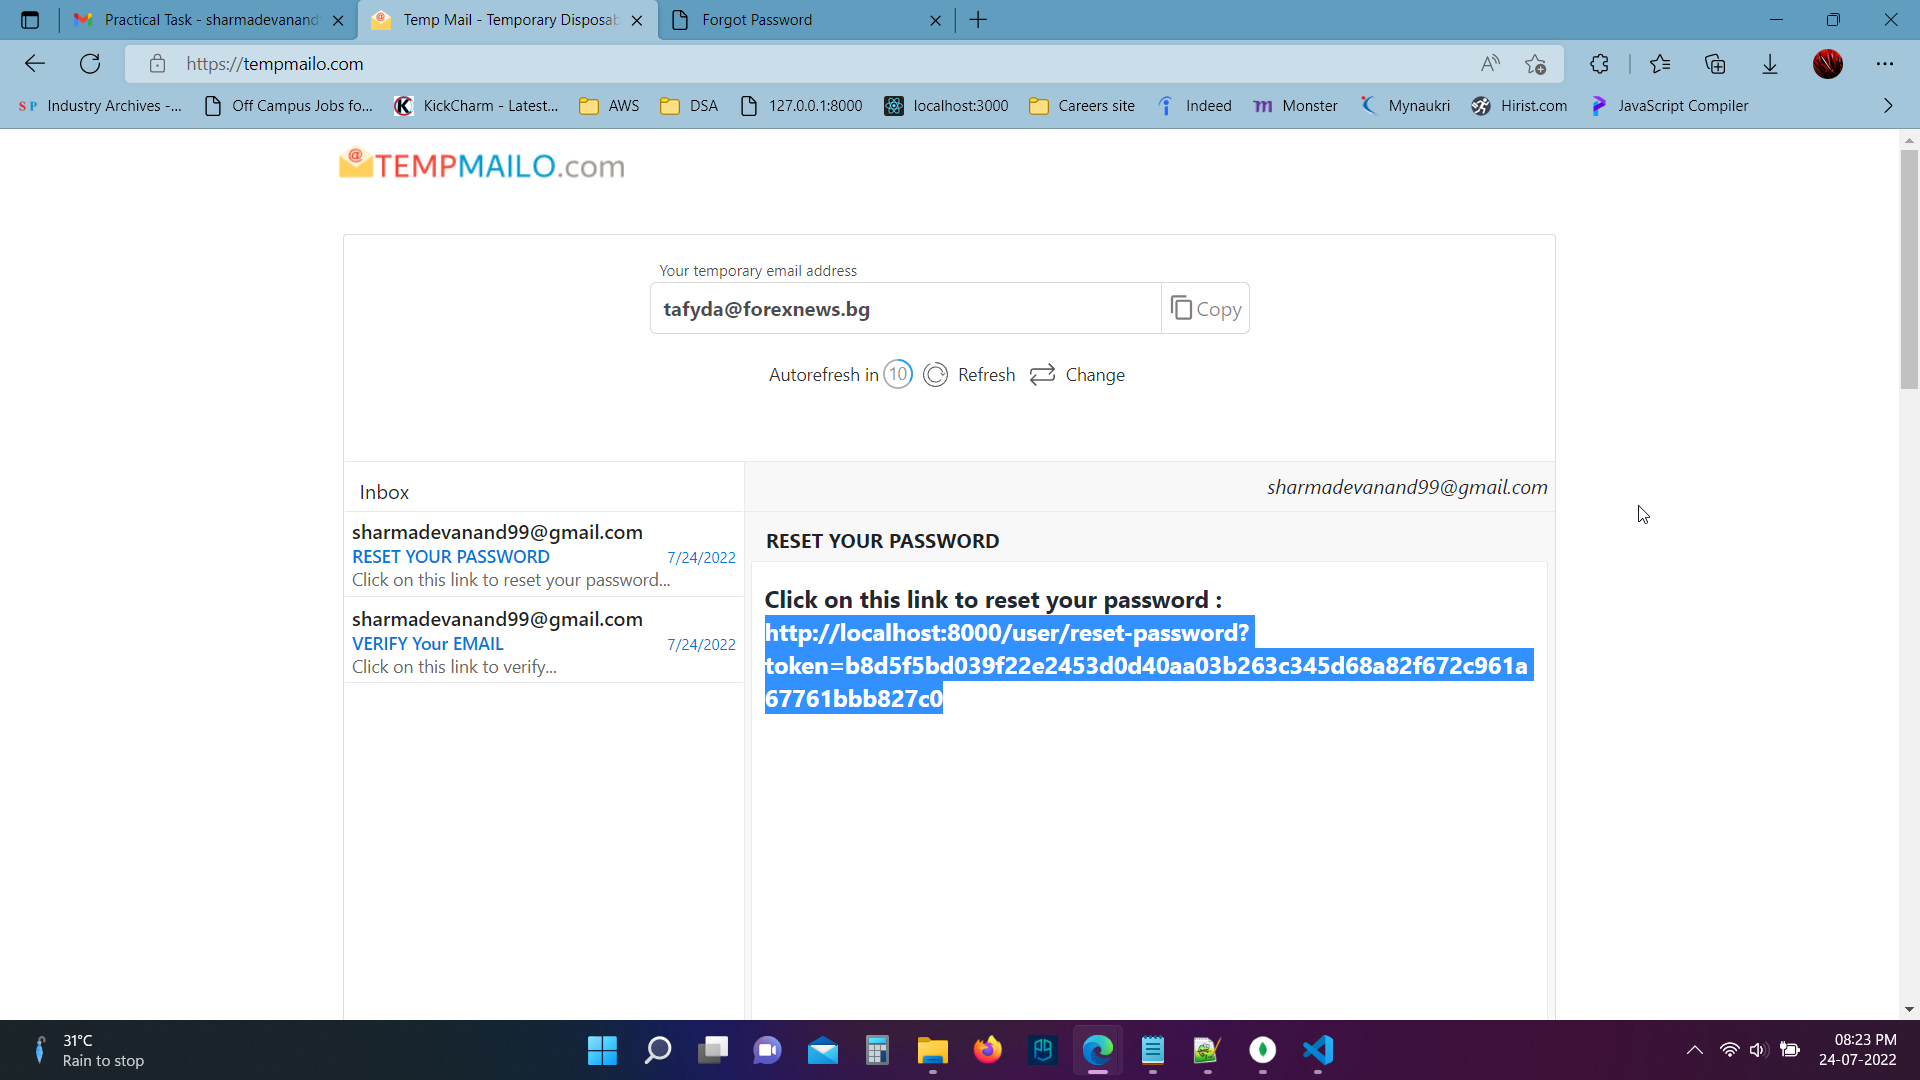 Practical Task - sharmadevanand
Temp Mail - Temporary Disposab
Forgot Password
https://tempmailo.com
Industry Archives -...
Off Campus Jobs fo...
KickCharm - Latest...
AWS
DSA
127.0.0.1:8000
localhost:3000
Careers site
Indeed
Monster
Mynaukri
Hirist.com
JavaScript Compiler
TEMPMAILO.com
Your temporary email address
tafyda@forexnews.bg
Copy
Autorefresh in 10 Refresh Change
Inbox
sharmadevanand99@gmail.com
RESET YOUR PASSWORD 7/24/2022
Click on this link to reset your password...
sharmadevanand99@gmail.com
VERIFY Your EMAIL 7/24/2022
Click on this link to verify...
sharmadevanand99@gmail.com
RESET YOUR PASSWORD
Click on this link to reset your password :
http://localhost:8000/user/reset-password?
token=b8d5f5bd039f22e2453d0d40aa03b263c345d68a82f672c961a
67761bbb827c0
31°C
Rain to stop
08:23 PM
24-07-2022